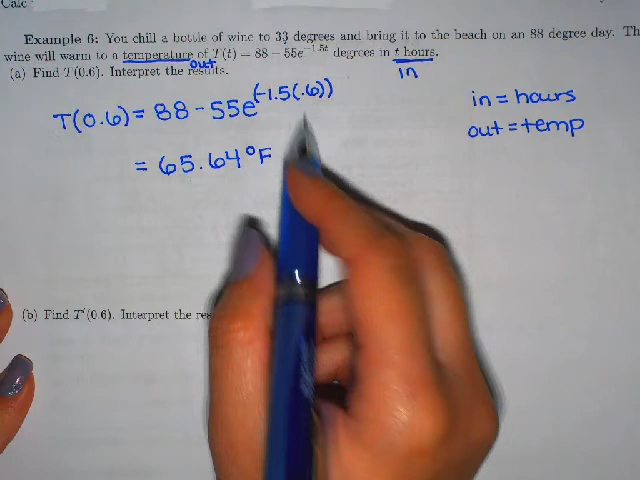 Calc
Example 6: You chill a bottle of wine to 33 degrees and bring it to the beach on an 88 degree day.
wine will warm to a temperature of T(t) = 88 − 55e^−1.5t degrees in t hours.
out
in
(a) Find T(0.6). Interpret the results.
T(0.6) = 88 - 55e^(-1.5(.6))
= 65.64°F
in = hours
out = temp
(b) Find T'(0.6). Interpret the